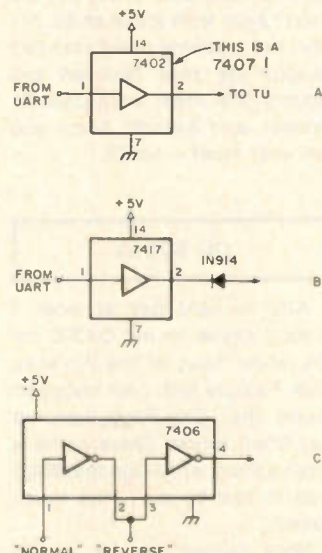 +5V
14
7402
THIS IS A
7407 !
FROM
UART
1
2
TO TU
A
7
+5V
14
7417
FROM
UART
1
2
1N914
B
7
+5V
7406
4
C
1
2
3
"NORMAL" "REVERSE"